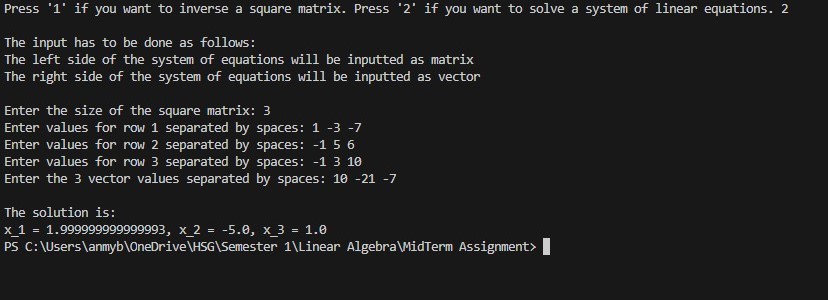 Press '1' if you want to inverse a square matrix. Press '2' if you want to solve a system of linear equations. 2
The input has to be done as follows:
The left side of the system of equations will be inputted as matrix
The right side of the system of equations will be inputted as vector
Enter the size of the square matrix: 3
Enter values for row 1 separated by spaces: 1 -3 -7
Enter values for row 2 separated by spaces: -1 5 6
Enter values for row 3 separated by spaces: -1 3 10
Enter the 3 vector values separated by spaces: 10 -21 -7
The solution is:
x_1 = 1.999999999999993, x_2 = -5.0, x_3 = 1.0
PS C:\Users\anmyb\OneDrive\HSG\Semester 1\Linear Algebra\MidTerm Assignment>